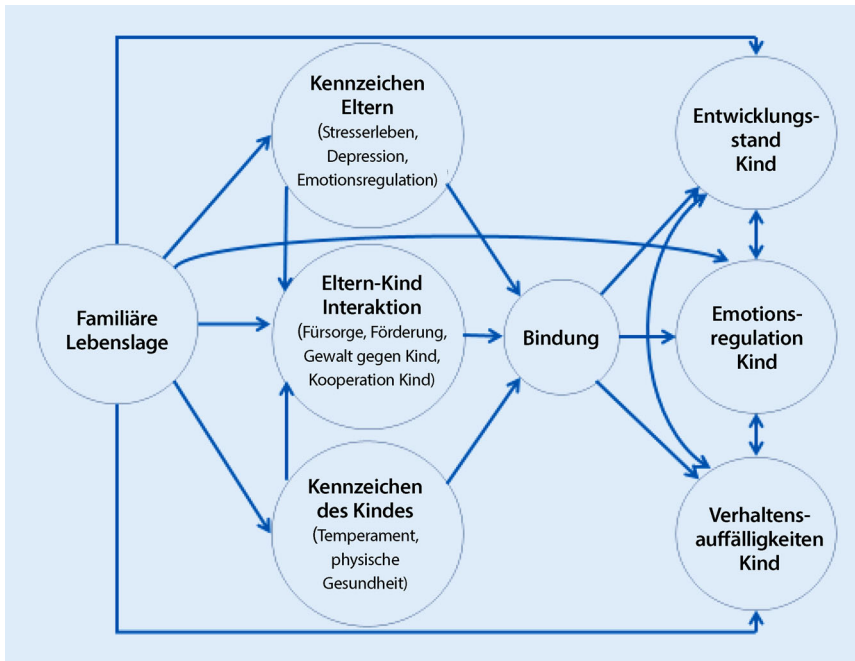 Familiäre
Lebenslage
Kennzeichen
Eltern
(Stresserleben,
Depression,
Emotionsregulation)
Eltern-Kind
Interaktion
(Fürsorge, Förderung,
Gewalt gegen Kind,
Kooperation Kind)
Kennzeichen
des Kindes
(Temperament,
physische
Gesundheit)
Bindung
Entwicklungs-
stand
Kind
Emotions-
regulation
Kind
Verhaltens-
auffälligkeiten
Kind